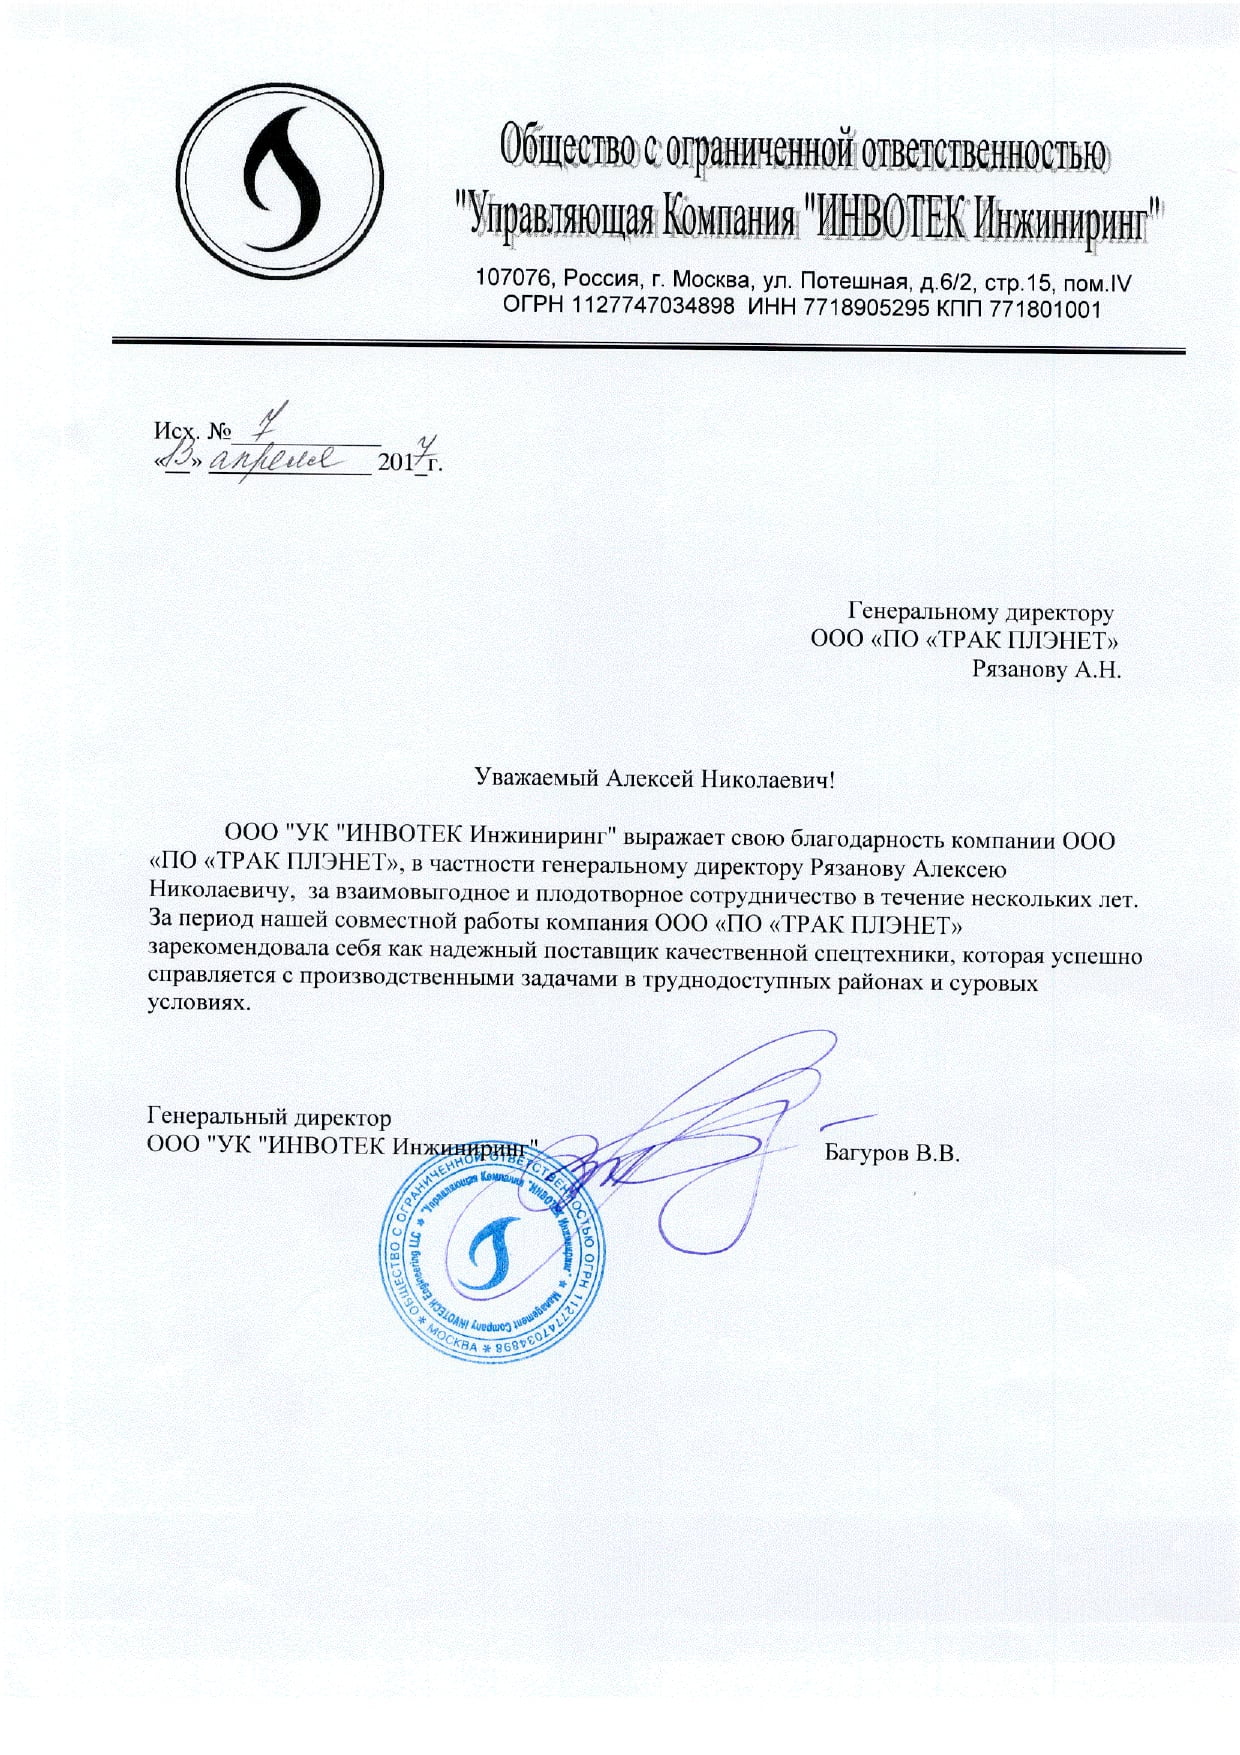 Общество с ограниченной ответственностью
"Управляющая Компания "ИНВОТЕК Инжиниринг"
107076, Россия, г. Москва, ул. Потешная, д.6/2, стр.15, пом.IV
ОГРН 1127747034898 ИНН 7718905295 КПП 771801001
Исх. № 7
«13» апреля 2017г.
Генеральному директору
ООО «ПО «ТРАК ПЛЭНЕТ»
Рязанову А.Н.
Уважаемый Алексей Николаевич!
ООО "УК "ИНВОТЕК Инжиниринг" выражает свою благодарность компании ООО
«ПО «ТРАК ПЛЭНЕТ», в частности генеральному директору Рязанову Алексею
Николаевичу, за взаимовыгодное и плодотворное сотрудничество в течение нескольких лет.
За период нашей совместной работы компания ООО «ПО «ТРАК ПЛЭНЕТ»
зарекомендовала себя как надежный поставщик качественной спецтехники, которая успешно
справляется с производственными задачами в труднодоступных районах и суровых
условиях.
Генеральный директор
ООО "УК "ИНВОТЕК Инжиниринг"
Багуров В.В.
ОБЩЕСТВО С ОГРАНИЧЕННОЙ ОТВЕТСТВЕННОСТЬЮ ОГРН 1127747034898 * МОСКВА *
"Управляющая Компания "ИНВОТЕК Инжиниринг" * Management Company INVOTECH Engineering LLC *